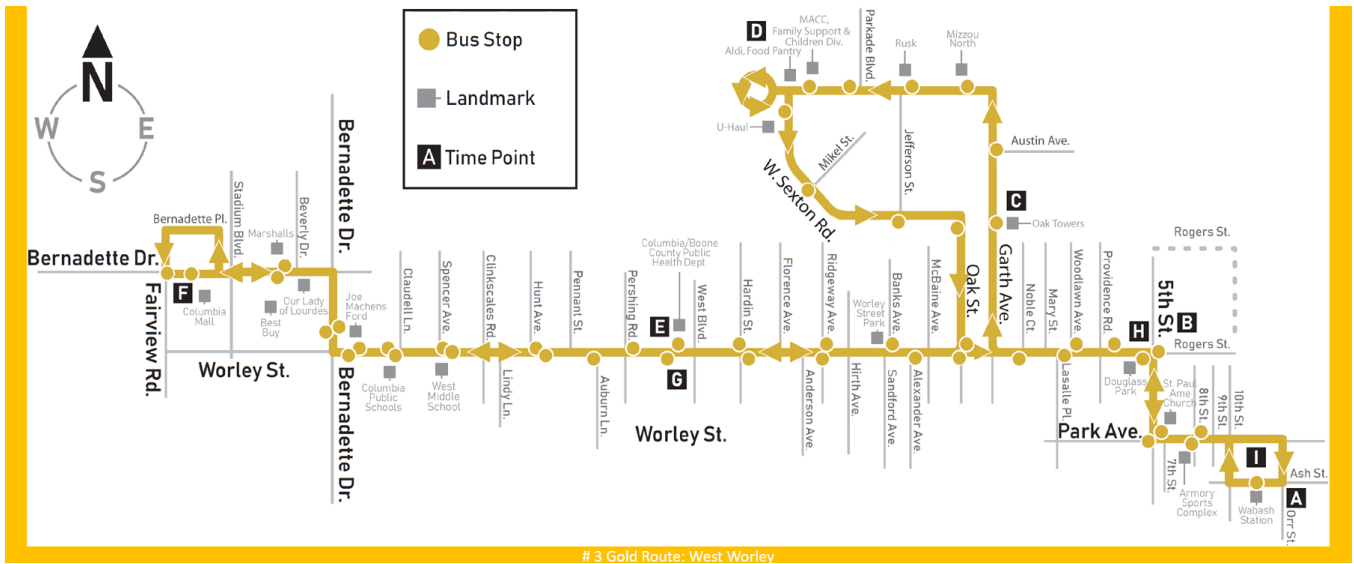 N
W
E
S
Bus Stop
Landmark
A Time Point
D
MACC,
Family Support &
Children Div.
Aldi, Food Pantry
Parkade Blvd.
Rusk
Mizzou
North
U-Haul
Mikel St.
Jefferson St.
Austin Ave.
W. Sexton Rd.
C
Oak Towers
Bernadette Dr.
Bernadette Pl.
Stadium Blvd.
Beverly Dr.
Marshalls
Bernadette Dr.
F
Columbia
Mall
Best
Buy
Our Lady
of Lourdes
Joe
Machens
Ford
Fairview Rd.
Worley St.
Bernadette Dr.
Claudell Ln.
Spencer Ave.
Clinkscales Rd.
Hunt Ave.
Pennant St.
Pershing Rd.
Columbia/Boone
County Public
Health Dept.
E
West Blvd.
Hardin St.
Florence Ave.
Ridgeway Ave.
Worley
Street
Park
Banks Ave.
McBaine Ave.
Oak St.
Garth Ave.
Noble Ct.
Mary St.
Woodlawn Ave.
Providence Rd.
H
5th St.
B
Rogers St.
Rogers St.
Columbia
Public
Schools
West
Middle
School
Lindy Ln.
Auburn Ln.
G
Worley St.
Anderson Ave.
Hirth Ave.
Sandford Ave.
Alexander Ave.
Lasalle Pl.
Douglass
Park
St. Paul
Ame
Church
8th St.
9th St.
10th St.
Park Ave.
7th St.
Armory
Sports
Complex
I
Wabash
Station
Ash St.
A
Orr St.
# 3 Gold Route: West Worley